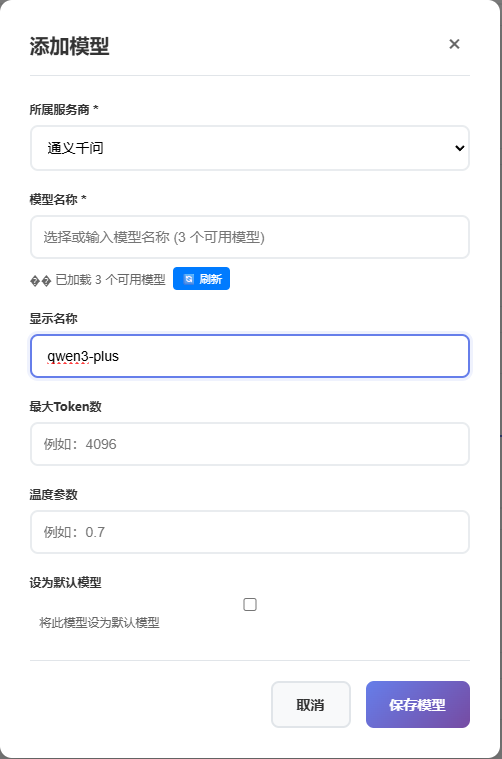 添加模型 ×
所属服务商 *
通义千问
模型名称 *
选择或输入模型名称 (3 个可用模型)
�� 已加载 3 个可用模型 刷新
显示名称
qwen3-plus
最大Token数
例如：4096
温度参数
例如：0.7
设为默认模型
将此模型设为默认模型
取消 保存模型